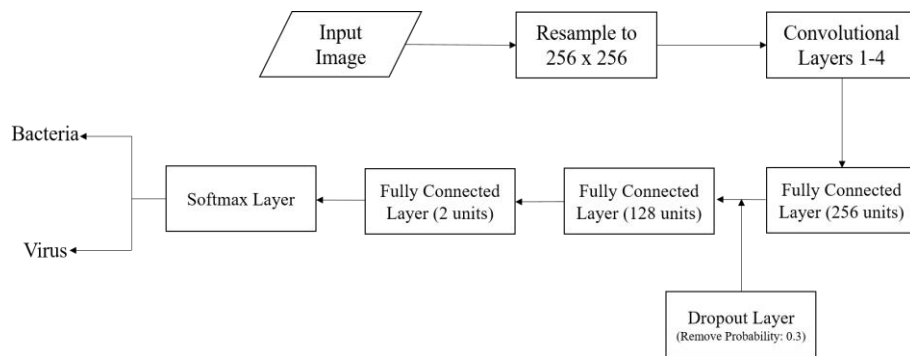 Input
Image
Resample to
256 x 256
Convolutional
Layers 1-4
Fully Connected
Layer (256 units)
Dropout Layer
(Remove Probability: 0.3)
Fully Connected
Layer (128 units)
Fully Connected
Layer (2 units)
Softmax Layer
Bacteria
Virus